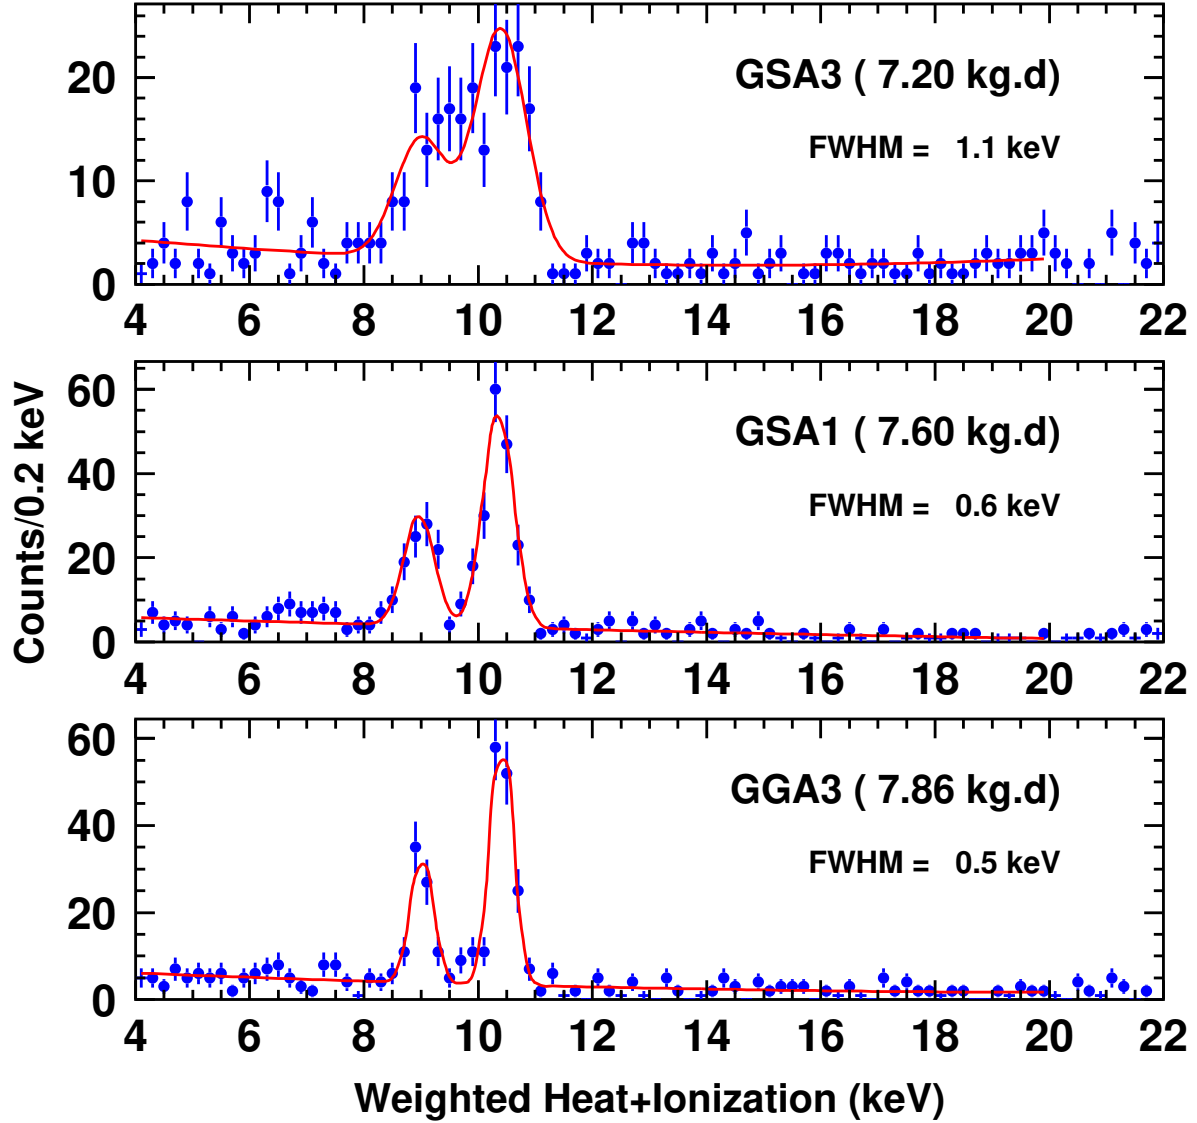 GSA3 ( 7.20 kg.d)
FWHM = 1.1 keV
20
10
0
4 6 8 10 12 14 16 18 20 22
GSA1 ( 7.60 kg.d)
FWHM = 0.6 keV
60
40
20
0
4 6 8 10 12 14 16 18 20 22
GGA3 ( 7.86 kg.d)
FWHM = 0.5 keV
60
40
20
0
4 6 8 10 12 14 16 18 20 22
Counts/0.2 keV
Weighted Heat+Ionization (keV)